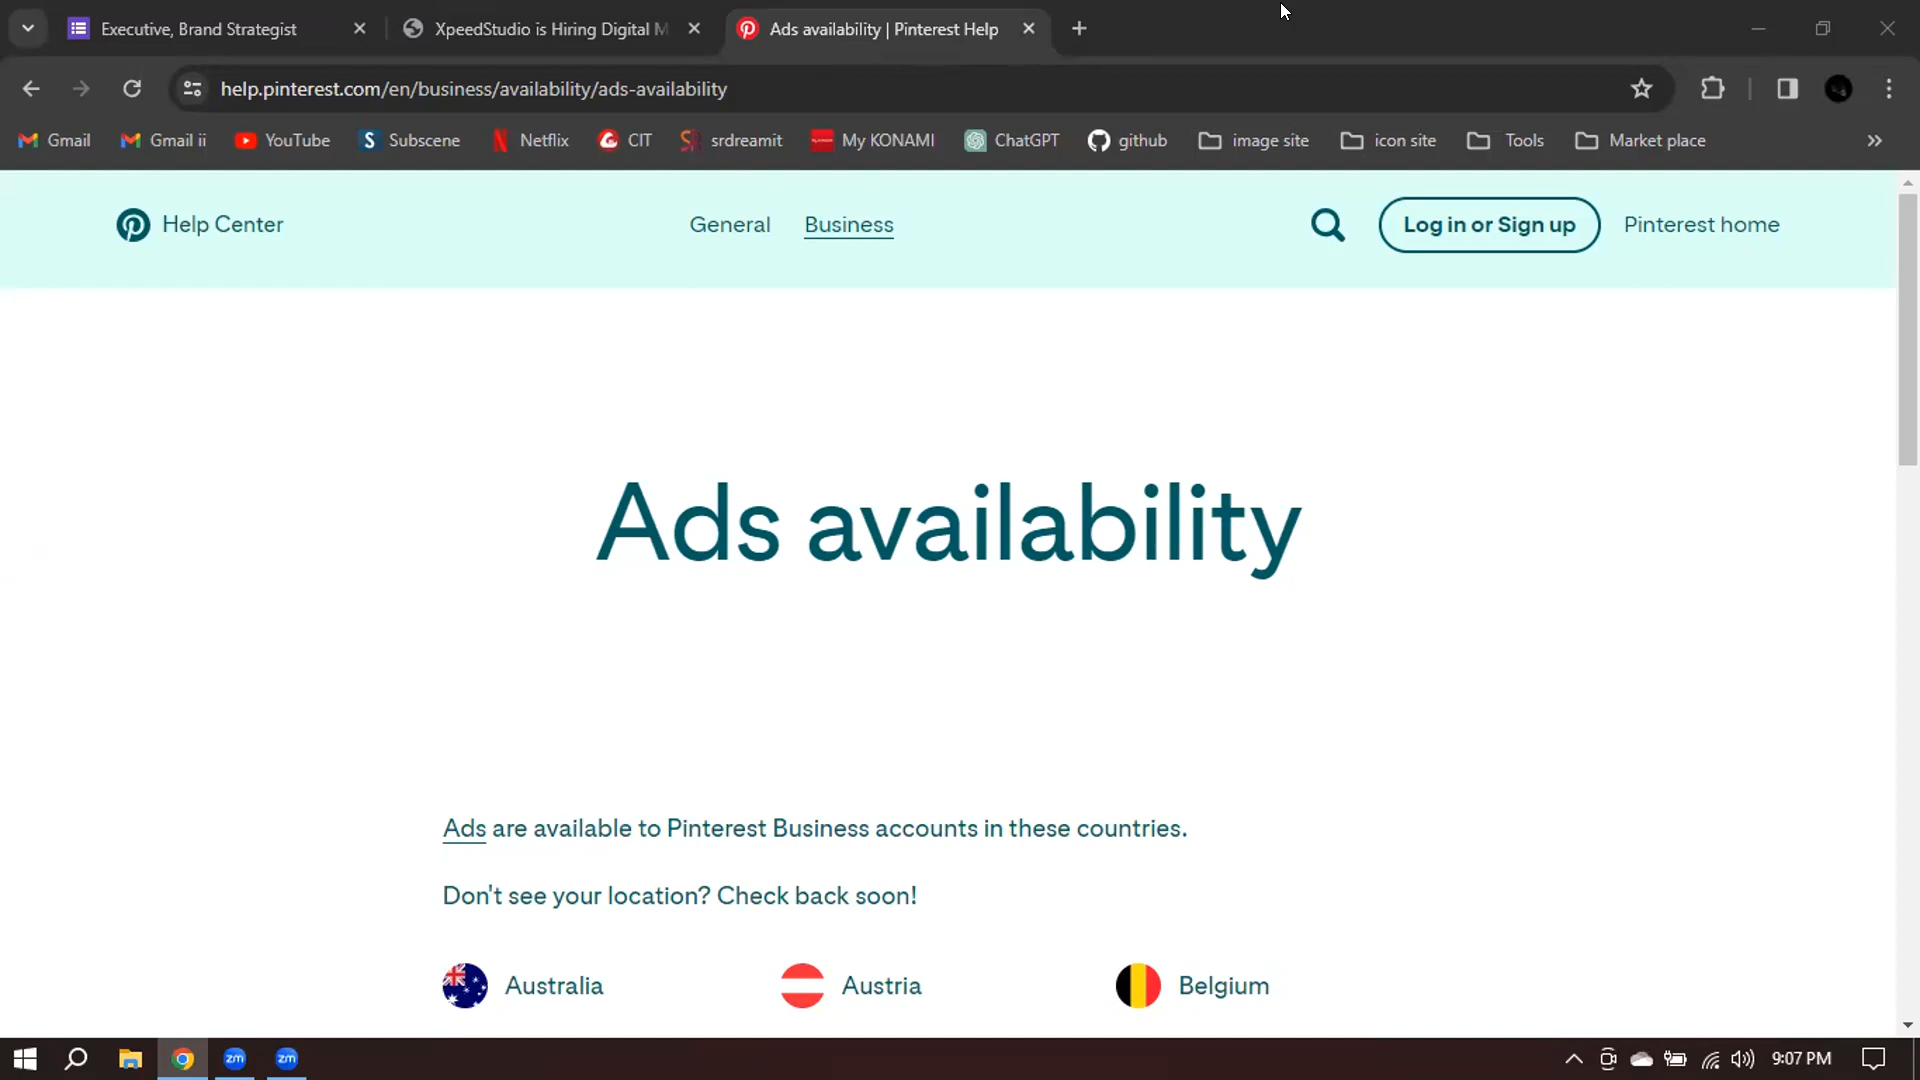 Executive, Brand Strategist
XpeedStudio is Hiring Digital M
Ads availability | Pinterest Help
help.pinterest.com/en/business/availability/ads-availability
Gmail
Gmail ii
YouTube
Subscene
Netflix
CIT
srdreamit
My KONAMI
ChatGPT
github
image site
icon site
Tools
Market place
Help Center
General
Business
Log in or Sign up
Pinterest home
Ads availability
Ads are available to Pinterest Business accounts in these countries.
Don't see your location? Check back soon!
Australia
Austria
Belgium
zm
zm
9:07 PM